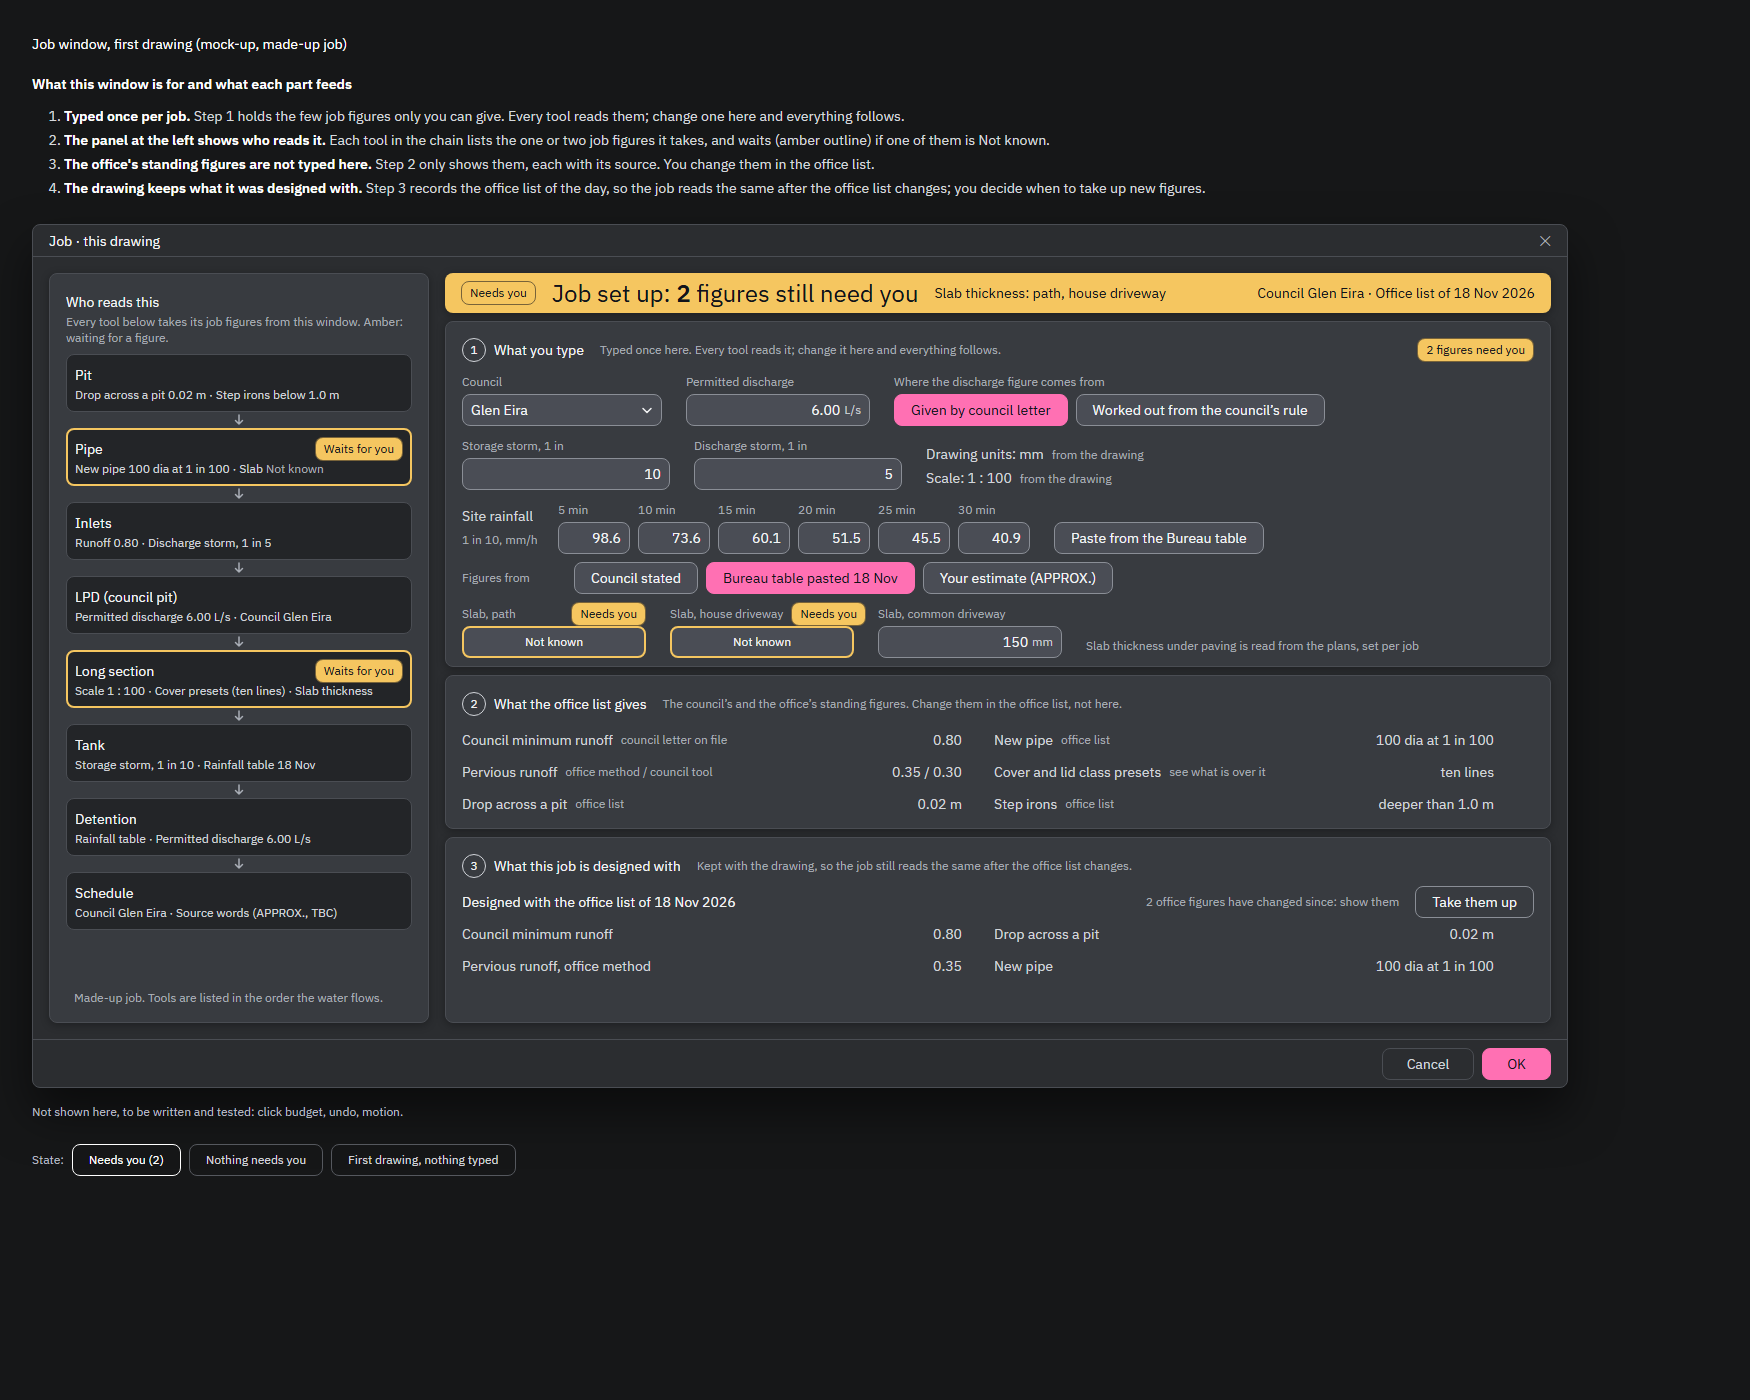 Job window, first drawing (mock-up, made-up job)
What this window is for and what each part feeds
1. Typed once per job. Step 1 holds the few job figures only you can give. Every tool reads them; change one here and everything follows.
2. The panel at the left shows who reads it. Each tool in the chain lists the one or two job figures it takes, and waits (amber outline) if one of them is Not known.
3. The office's standing figures are not typed here. Step 2 only shows them, each with its source. You change them in the office list.
4. The drawing keeps what it was designed with. Step 3 records the office list of the day, so the job reads the same after the office list changes; you decide when to take up new figures.
Job · this drawing
Who reads this
Every tool below takes its job figures from this window. Amber:
waiting for a figure.
Pit
Drop across a pit 0.02 m · Step irons below 1.0 m
Pipe
Waits for you
New pipe 100 dia at 1 in 100 · Slab Not known
Inlets
Runoff 0.80 · Discharge storm, 1 in 5
LPD (council pit)
Permitted discharge 6.00 L/s · Council Glen Eira
Long section
Waits for you
Scale 1 : 100 · Cover presets (ten lines) · Slab thickness
Tank
Storage storm, 1 in 10 · Rainfall table 18 Nov
Detention
Rainfall table · Permitted discharge 6.00 L/s
Schedule
Council Glen Eira · Source words (APPROX., TBC)
Made-up job. Tools are listed in the order the water flows.
Needs you Job set up: 2 figures still need you Slab thickness: path, house driveway Council Glen Eira · Office list of 18 Nov 2026
1 What you type Typed once here. Every tool reads it; change it here and everything follows. 2 figures need you
Council Permitted discharge Where the discharge figure comes from
Glen Eira 6.00 L/s Given by council letter Worked out from the council's rule
Storage storm, 1 in Discharge storm, 1 in
10 5
Drawing units: mm from the drawing
Scale: 1 : 100 from the drawing
Site rainfall 5 min 10 min 15 min 20 min 25 min 30 min
1 in 10, mm/h 98.6 73.6 60.1 51.5 45.5 40.9 Paste from the Bureau table
Figures from Council stated Bureau table pasted 18 Nov Your estimate (APPROX.)
Slab, path Needs you Slab, house driveway Needs you Slab, common driveway
Not known Not known 150 mm Slab thickness under paving is read from the plans, set per job
2 What the office list gives The council's and the office's standing figures. Change them in the office list, not here.
Council minimum runoff council letter on file 0.80 New pipe office list 100 dia at 1 in 100
Pervious runoff office method / council tool 0.35 / 0.30 Cover and lid class presets see what is over it ten lines
Drop across a pit office list 0.02 m Step irons office list deeper than 1.0 m
3 What this job is designed with Kept with the drawing, so the job still reads the same after the office list changes.
Designed with the office list of 18 Nov 2026 2 office figures have changed since: show them Take them up
Council minimum runoff 0.80 Drop across a pit 0.02 m
Pervious runoff, office method 0.35 New pipe 100 dia at 1 in 100
Cancel OK
Not shown here, to be written and tested: click budget, undo, motion.
State: Needs you (2) Nothing needs you First drawing, nothing typed